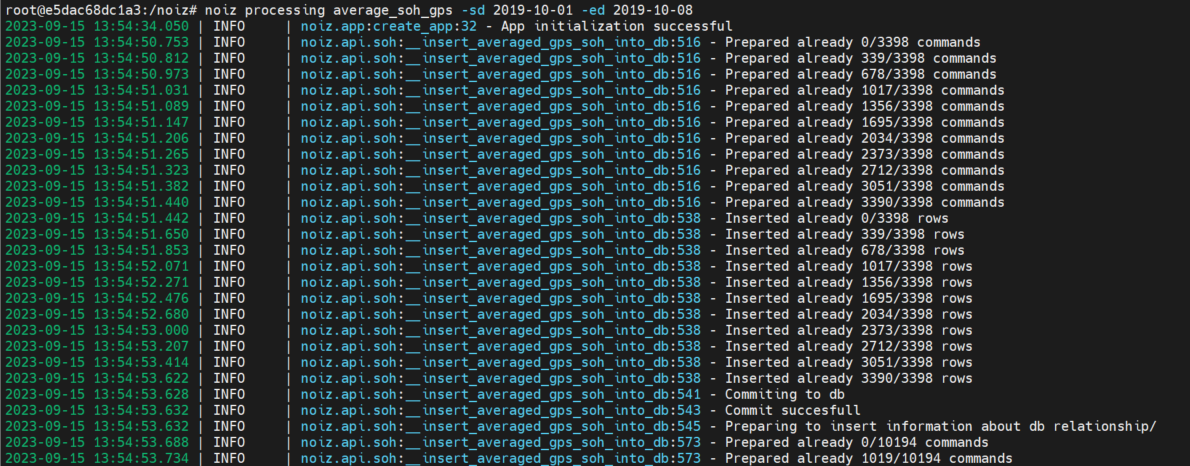 root@e5dac68dc1a3:/noiz# noiz processing average_soh_gps -sd 2019-10-01 -ed 2019-10-08
2023-09-15 13:54:34.050 | INFO     | noiz.app:create_app:32 - App initialization successful
2023-09-15 13:54:50.753 | INFO     | noiz.api.soh:__insert_averaged_gps_soh_into_db:516 - Prepared already 0/3398 commands
2023-09-15 13:54:50.812 | INFO     | noiz.api.soh:__insert_averaged_gps_soh_into_db:516 - Prepared already 339/3398 commands
2023-09-15 13:54:50.973 | INFO     | noiz.api.soh:__insert_averaged_gps_soh_into_db:516 - Prepared already 678/3398 commands
2023-09-15 13:54:51.031 | INFO     | noiz.api.soh:__insert_averaged_gps_soh_into_db:516 - Prepared already 1017/3398 commands
2023-09-15 13:54:51.089 | INFO     | noiz.api.soh:__insert_averaged_gps_soh_into_db:516 - Prepared already 1356/3398 commands
2023-09-15 13:54:51.147 | INFO     | noiz.api.soh:__insert_averaged_gps_soh_into_db:516 - Prepared already 1695/3398 commands
2023-09-15 13:54:51.206 | INFO     | noiz.api.soh:__insert_averaged_gps_soh_into_db:516 - Prepared already 2034/3398 commands
2023-09-15 13:54:51.265 | INFO     | noiz.api.soh:__insert_averaged_gps_soh_into_db:516 - Prepared already 2373/3398 commands
2023-09-15 13:54:51.323 | INFO     | noiz.api.soh:__insert_averaged_gps_soh_into_db:516 - Prepared already 2712/3398 commands
2023-09-15 13:54:51.382 | INFO     | noiz.api.soh:__insert_averaged_gps_soh_into_db:516 - Prepared already 3051/3398 commands
2023-09-15 13:54:51.440 | INFO     | noiz.api.soh:__insert_averaged_gps_soh_into_db:516 - Prepared already 3390/3398 commands
2023-09-15 13:54:51.442 | INFO     | noiz.api.soh:__insert_averaged_gps_soh_into_db:538 - Inserted already 0/3398 rows
2023-09-15 13:54:51.650 | INFO     | noiz.api.soh:__insert_averaged_gps_soh_into_db:538 - Inserted already 339/3398 rows
2023-09-15 13:54:51.853 | INFO     | noiz.api.soh:__insert_averaged_gps_soh_into_db:538 - Inserted already 678/3398 rows
2023-09-15 13:54:52.071 | INFO     | noiz.api.soh:__insert_averaged_gps_soh_into_db:538 - Inserted already 1017/3398 rows
2023-09-15 13:54:52.271 | INFO     | noiz.api.soh:__insert_averaged_gps_soh_into_db:538 - Inserted already 1356/3398 rows
2023-09-15 13:54:52.476 | INFO     | noiz.api.soh:__insert_averaged_gps_soh_into_db:538 - Inserted already 1695/3398 rows
2023-09-15 13:54:52.680 | INFO     | noiz.api.soh:__insert_averaged_gps_soh_into_db:538 - Inserted already 2034/3398 rows
2023-09-15 13:54:53.000 | INFO     | noiz.api.soh:__insert_averaged_gps_soh_into_db:538 - Inserted already 2373/3398 rows
2023-09-15 13:54:53.207 | INFO     | noiz.api.soh:__insert_averaged_gps_soh_into_db:538 - Inserted already 2712/3398 rows
2023-09-15 13:54:53.414 | INFO     | noiz.api.soh:__insert_averaged_gps_soh_into_db:538 - Inserted already 3051/3398 rows
2023-09-15 13:54:53.622 | INFO     | noiz.api.soh:__insert_averaged_gps_soh_into_db:538 - Inserted already 3390/3398 rows
2023-09-15 13:54:53.628 | INFO     | noiz.api.soh:__insert_averaged_gps_soh_into_db:541 - Commiting to db
2023-09-15 13:54:53.632 | INFO     | noiz.api.soh:__insert_averaged_gps_soh_into_db:543 - Commit succesfull
2023-09-15 13:54:53.632 | INFO     | noiz.api.soh:__insert_averaged_gps_soh_into_db:545 - Preparing to insert information about db relationship/
2023-09-15 13:54:53.688 | INFO     | noiz.api.soh:__insert_averaged_gps_soh_into_db:573 - Prepared already 0/10194 commands
2023-09-15 13:54:53.734 | INFO     | noiz.api.soh:__insert_averaged_gps_soh_into_db:573 - Prepared already 1019/10194 commands